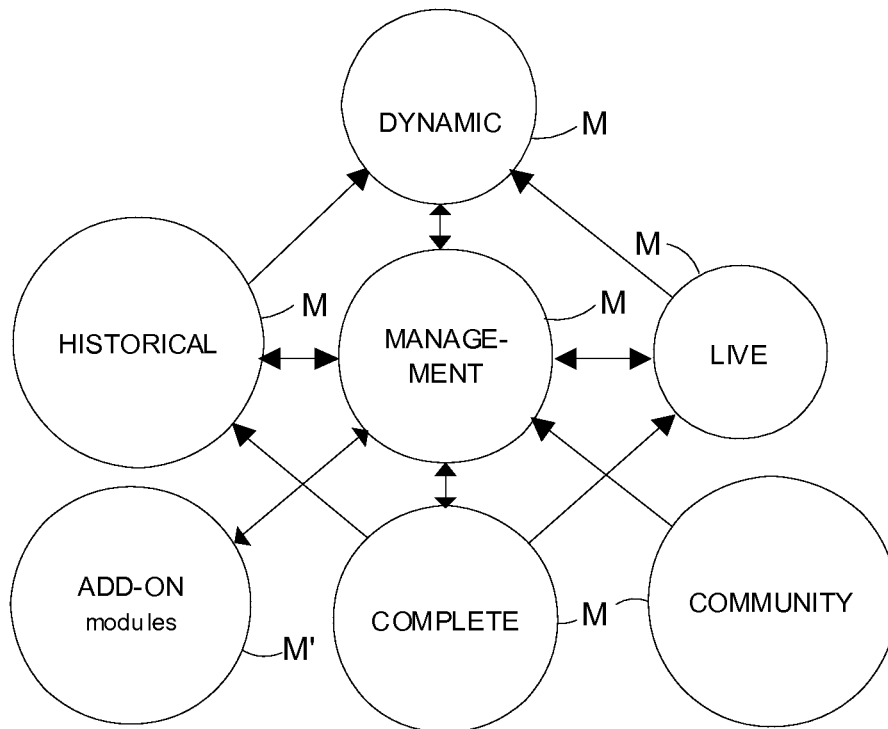 DYNAMIC
M
M
M
M
HISTORICAL
MANAGE-
MENT
LIVE
ADD-ON
modules
M'
COMPLETE
M
COMMUNITY